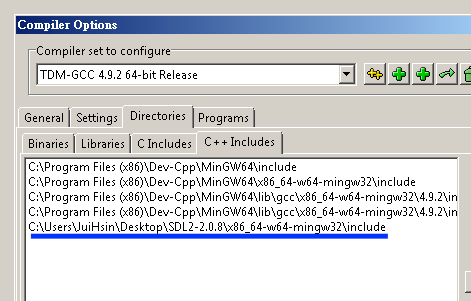 Compiler Options
Compiler set to configure
TDM-GCC 4.9.2 64-bit Release
General Settings Directories Programs
Binaries Libraries C Includes C++ Includes
C:\Program Files (x86)\Dev-Cpp\MinGW64\include
C:\Program Files (x86)\Dev-Cpp\MinGW64\x86_64-w64-mingw32\include
C:\Program Files (x86)\Dev-Cpp\MinGW64\lib\gcc\x86_64-w64-mingw32\4.9.2\in
C:\Program Files (x86)\Dev-Cpp\MinGW64\lib\gcc\x86_64-w64-mingw32\4.9.2\in
C:\Users\JuiHsin\Desktop\SDL2-2.0.8\x86_64-w64-mingw32\include